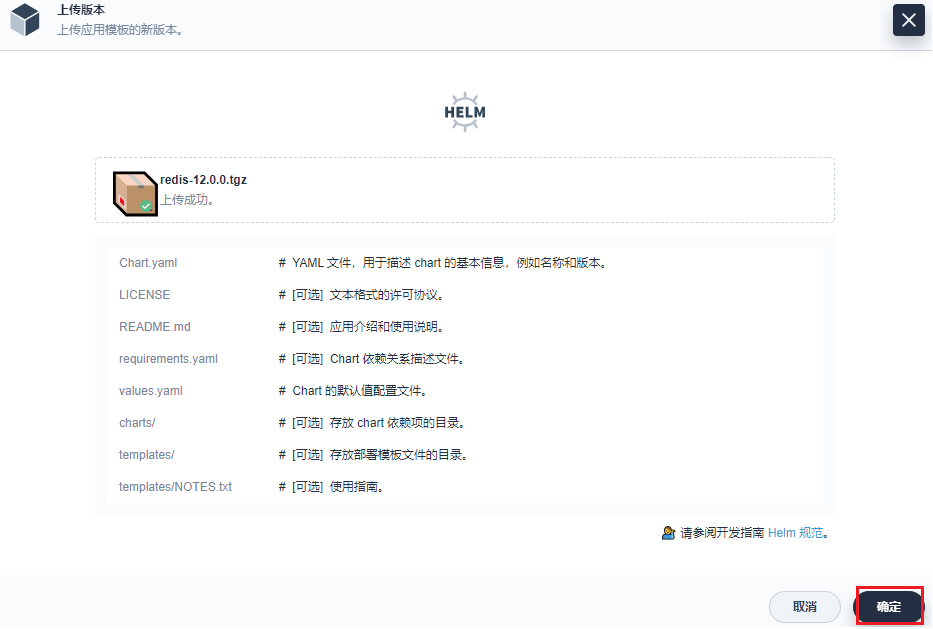 上传版本
上传应用模板的新版本。
HELM
redis-12.0.0.tgz
上传成功。
Chart.yaml # YAML 文件，用于描述 chart 的基本信息，例如名称和版本。
LICENSE # [可选] 文本格式的许可协议。
README.md # [可选] 应用介绍和使用说明。
requirements.yaml # [可选] Chart 依赖关系描述文件。
values.yaml # Chart 的默认值配置文件。
charts/ # [可选] 存放 chart 依赖项的目录。
templates/ # [可选] 存放部署模板文件的目录。
templates/NOTES.txt # [可选] 使用指南。
请参阅开发指南 Helm 规范。
取消 确定